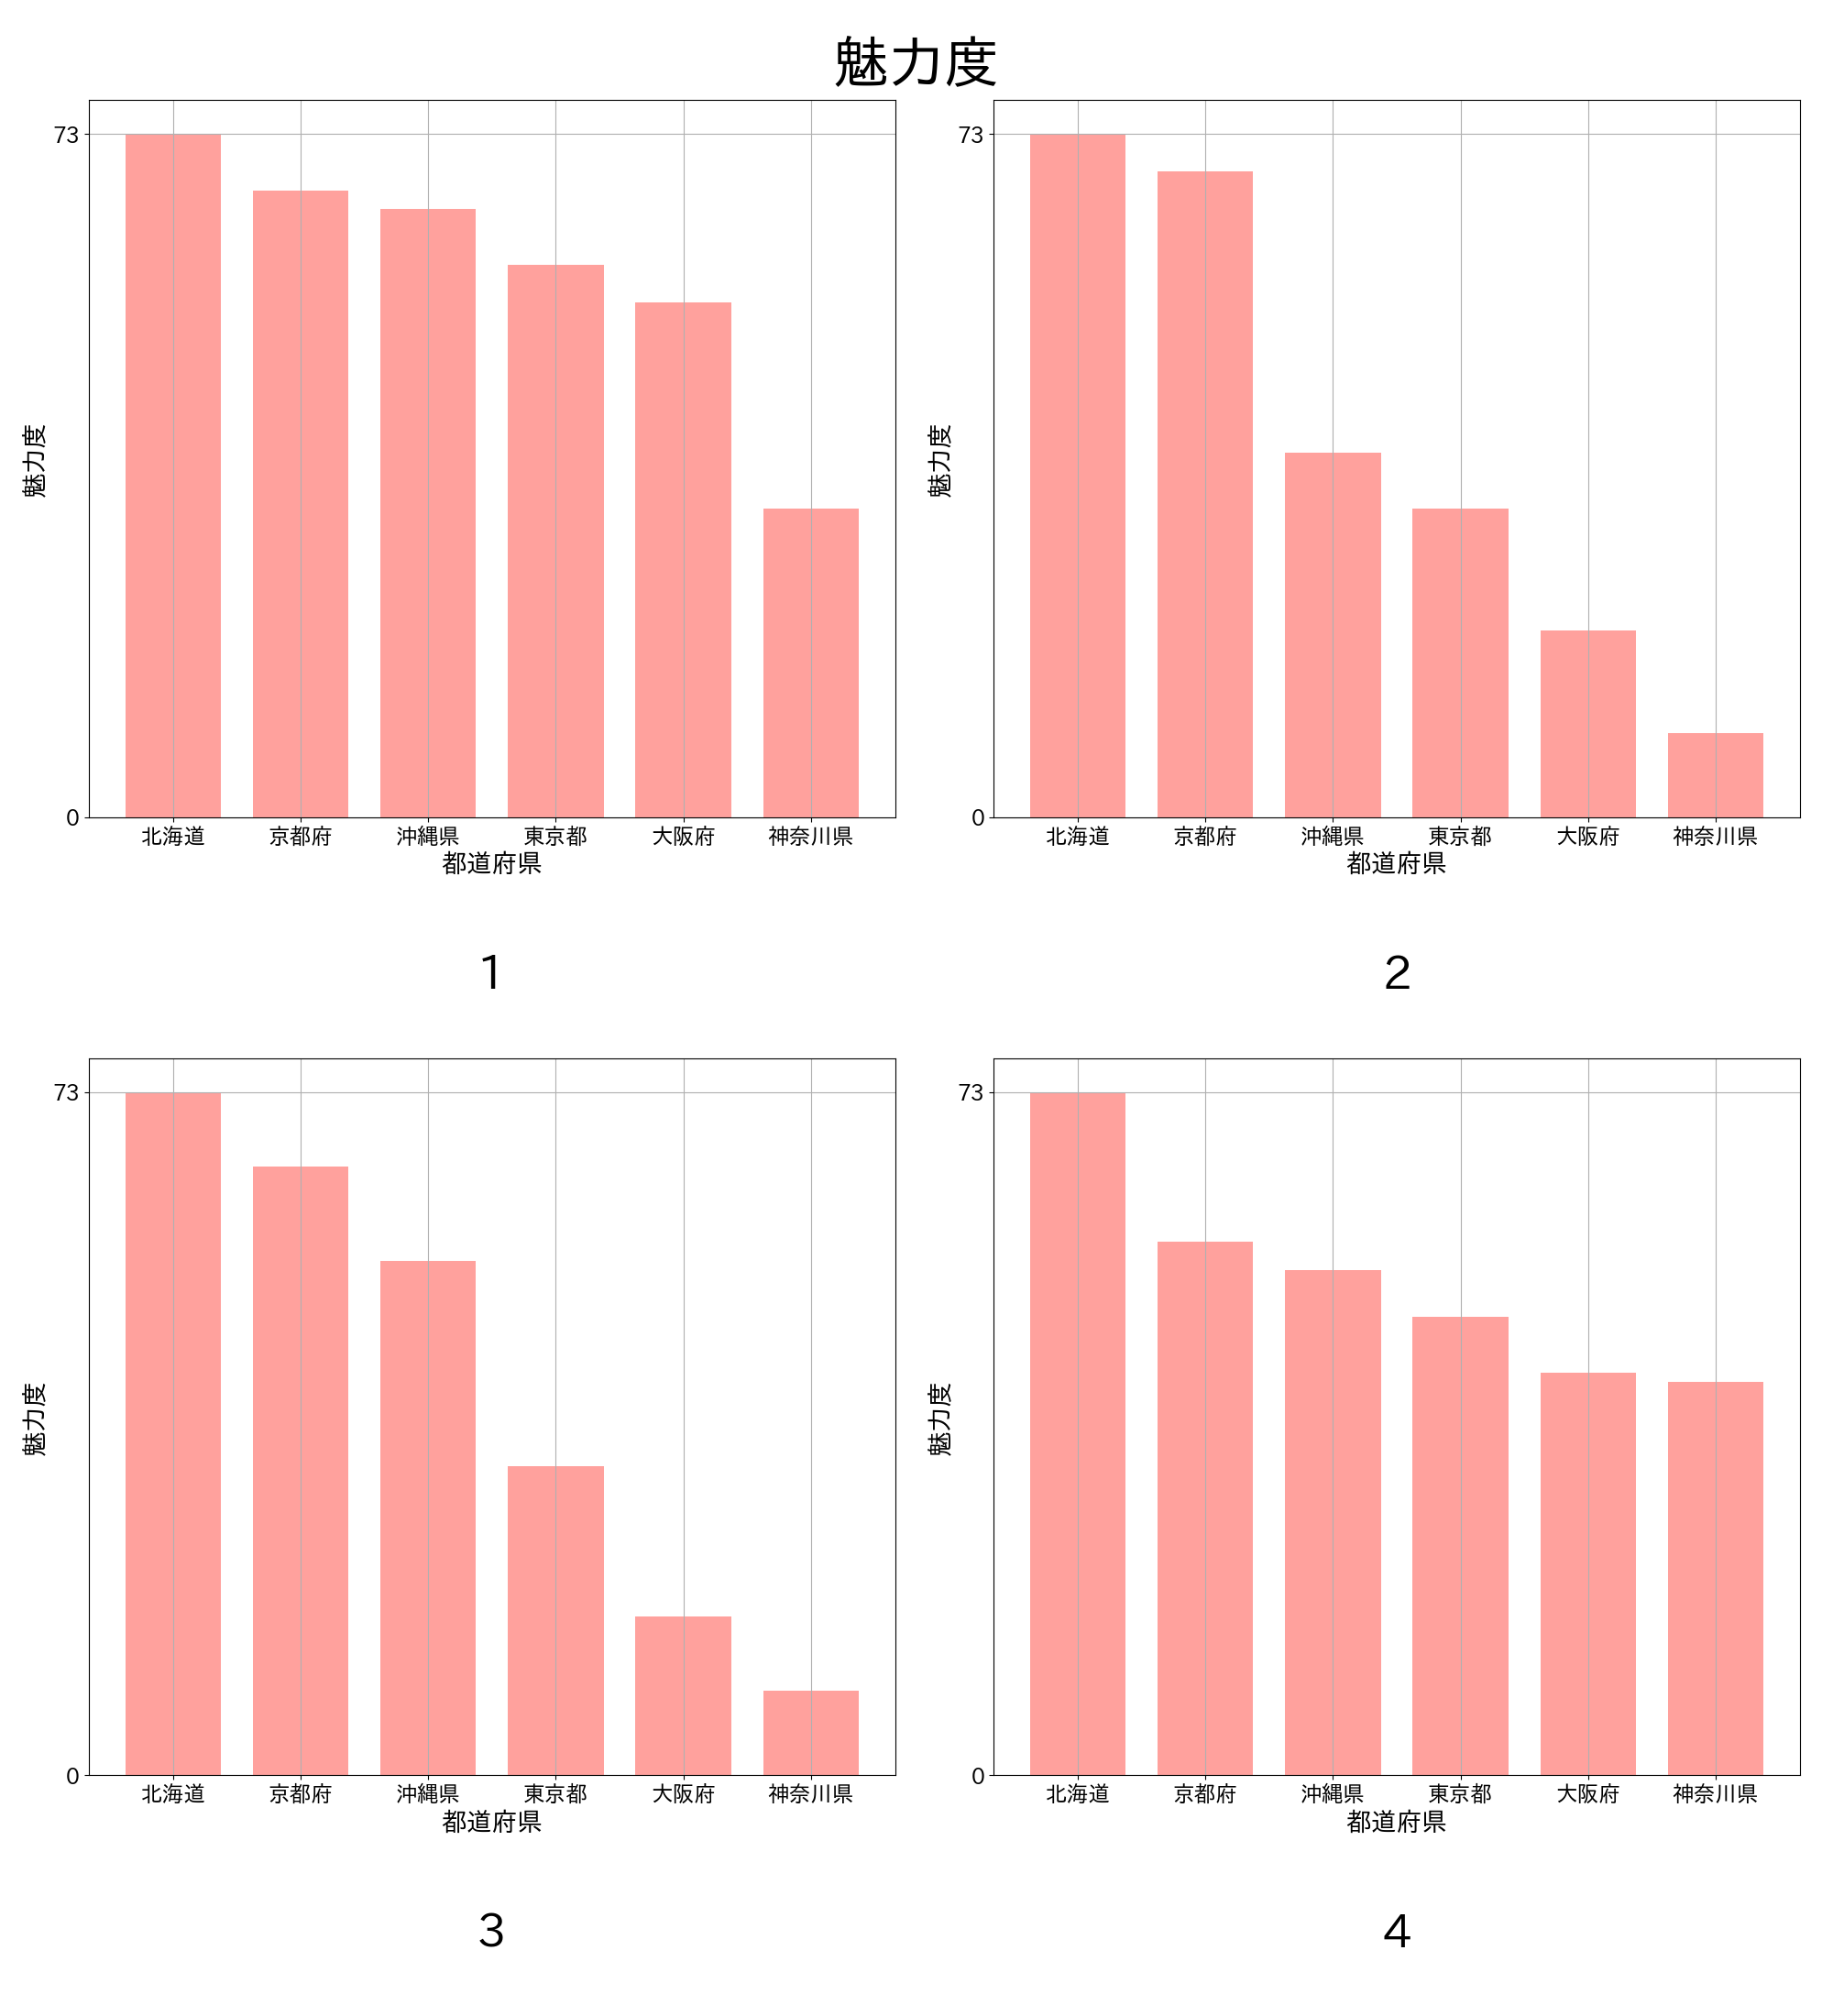 魅力度
73
0
魅力度
北海道 京都府 沖縄県 東京都 大阪府 神奈川県
都道府県
1
73
0
魅力度
北海道 京都府 沖縄県 東京都 大阪府 神奈川県
都道府県
2
73
0
魅力度
北海道 京都府 沖縄県 東京都 大阪府 神奈川県
都道府県
3
73
0
魅力度
北海道 京都府 沖縄県 東京都 大阪府 神奈川県
都道府県
4